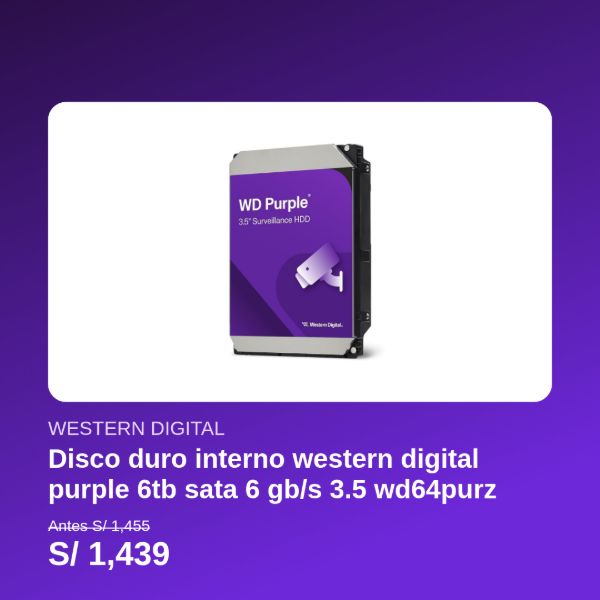 WD Purple®
3.5" Surveillance HDD
Western Digital.
WESTERN DIGITAL
Disco duro interno western digital
purple 6tb sata 6 gb/s 3.5 wd64purz
Antes S/ 1,455
S/ 1,439